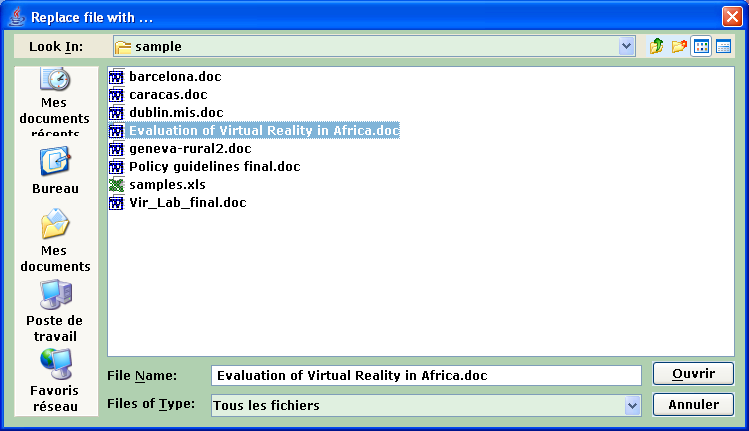 Replace file with ...
Look In:
sample
Mes
documents
récents
Bureau
Mes
documents
Poste de
travail
Favoris
réseau
barcelona.doc
caracas.doc
dublin.mis.doc
Evaluation of Virtual Reality in Africa.doc
geneva-rural2.doc
Policy guidelines final.doc
samples.xls
Vir_Lab_final.doc
File Name:
Evaluation of Virtual Reality in Africa.doc
Ouvrir
Files of Type:
Tous les fichiers
Annuler